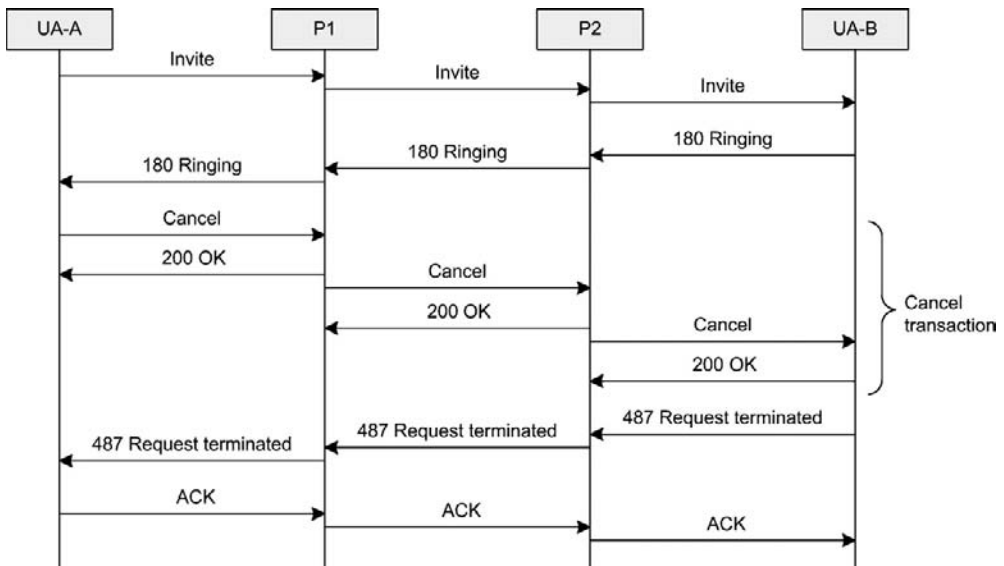 UA-A
P1
P2
UA-B
Invite
Invite
Invite
180 Ringing
180 Ringing
180 Ringing
Cancel
200 OK
Cancel
200 OK
Cancel
200 OK
Cancel
transaction
487 Request terminated
487 Request terminated
487 Request terminated
ACK
ACK
ACK